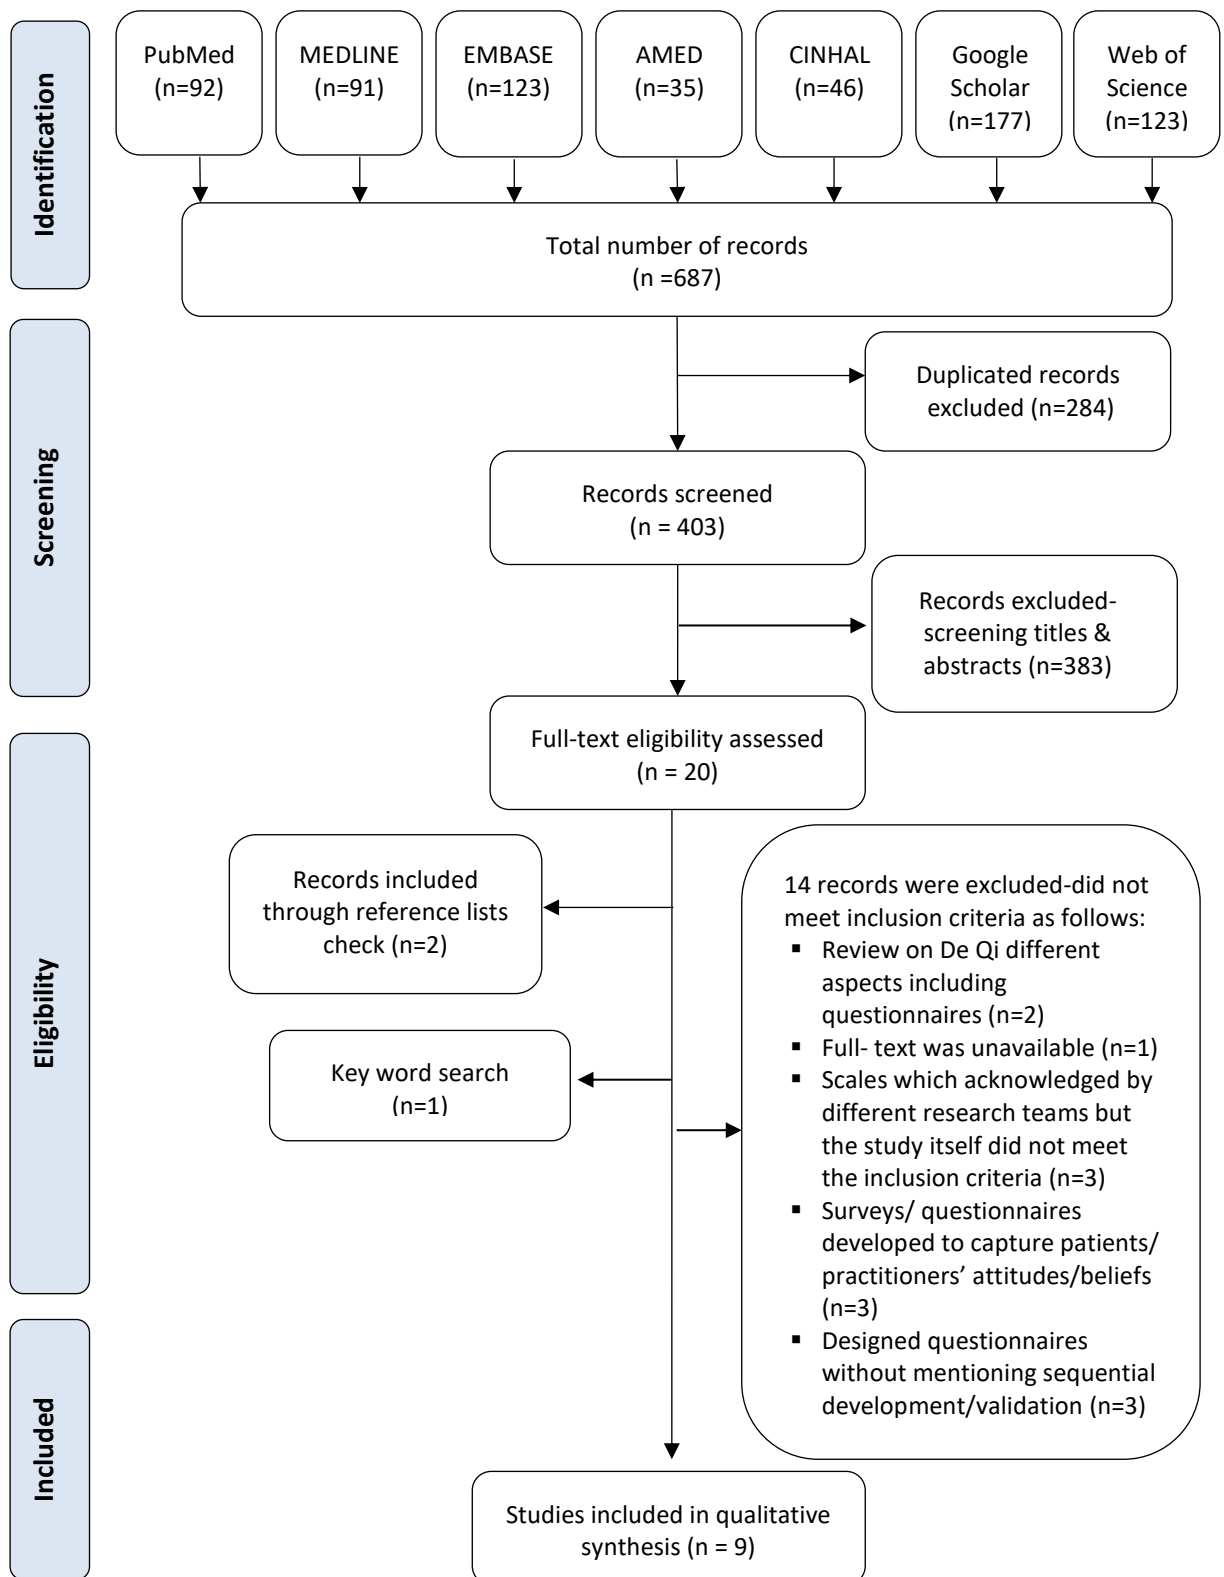 Identification
PubMed
(n=92)
MEDLINE
(n=91)
EMBASE
(n=123)
AMED
(n=35)
CINHAL
(n=46)
Google
Scholar
(n=177)
Web of
Science
(n=123)
Total number of records
(n =687)
Screening
Duplicated records
excluded (n=284)
Records screened
(n = 403)
Records excluded-
screening titles &
abstracts (n=383)
Eligibility
Full-text eligibility assessed
(n = 20)
Records included
through reference lists
check (n=2)
Key word search
(n=1)
14 records were excluded-did not
meet inclusion criteria as follows:
▪ Review on De Qi different
aspects including
questionnaires (n=2)
▪ Full- text was unavailable (n=1)
▪ Scales which acknowledged by
different research teams but
the study itself did not meet
the inclusion criteria (n=3)
▪ Surveys/ questionnaires
developed to capture patients/
practitioners’ attitudes/beliefs
(n=3)
▪ Designed questionnaires
without mentioning sequential
development/validation (n=3)
Included
Studies included in qualitative
synthesis (n = 9)